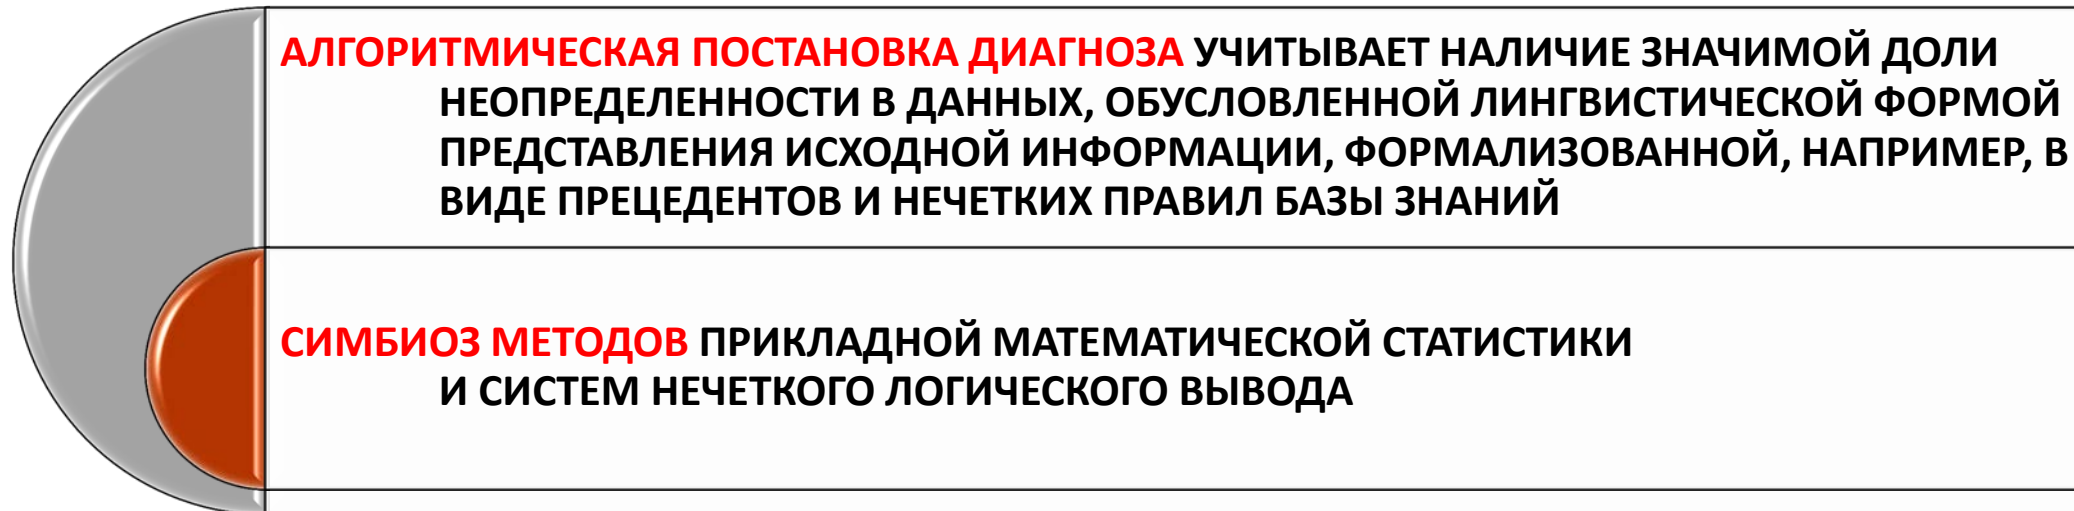 АЛГОРИТМИЧЕСКАЯ ПОСТАНОВКА ДИАГНОЗА УЧИТЫВАЕТ НАЛИЧИЕ ЗНАЧИМОЙ ДОЛИ
НЕОПРЕДЕЛЕННОСТИ В ДАННЫХ, ОБУСЛОВЛЕННОЙ ЛИНГВИСТИЧЕСКОЙ ФОРМОЙ
ПРЕДСТАВЛЕНИЯ ИСХОДНОЙ ИНФОРМАЦИИ, ФОРМАЛИЗОВАННОЙ, НАПРИМЕР, В
ВИДЕ ПРЕЦЕДЕНТОВ И НЕЧЕТКИХ ПРАВИЛ БАЗЫ ЗНАНИЙ
СИМБИОЗ МЕТОДОВ ПРИКЛАДНОЙ МАТЕМАТИЧЕСКОЙ СТАТИСТИКИ
И СИСТЕМ НЕЧЕТКОГО ЛОГИЧЕСКОГО ВЫВОДА